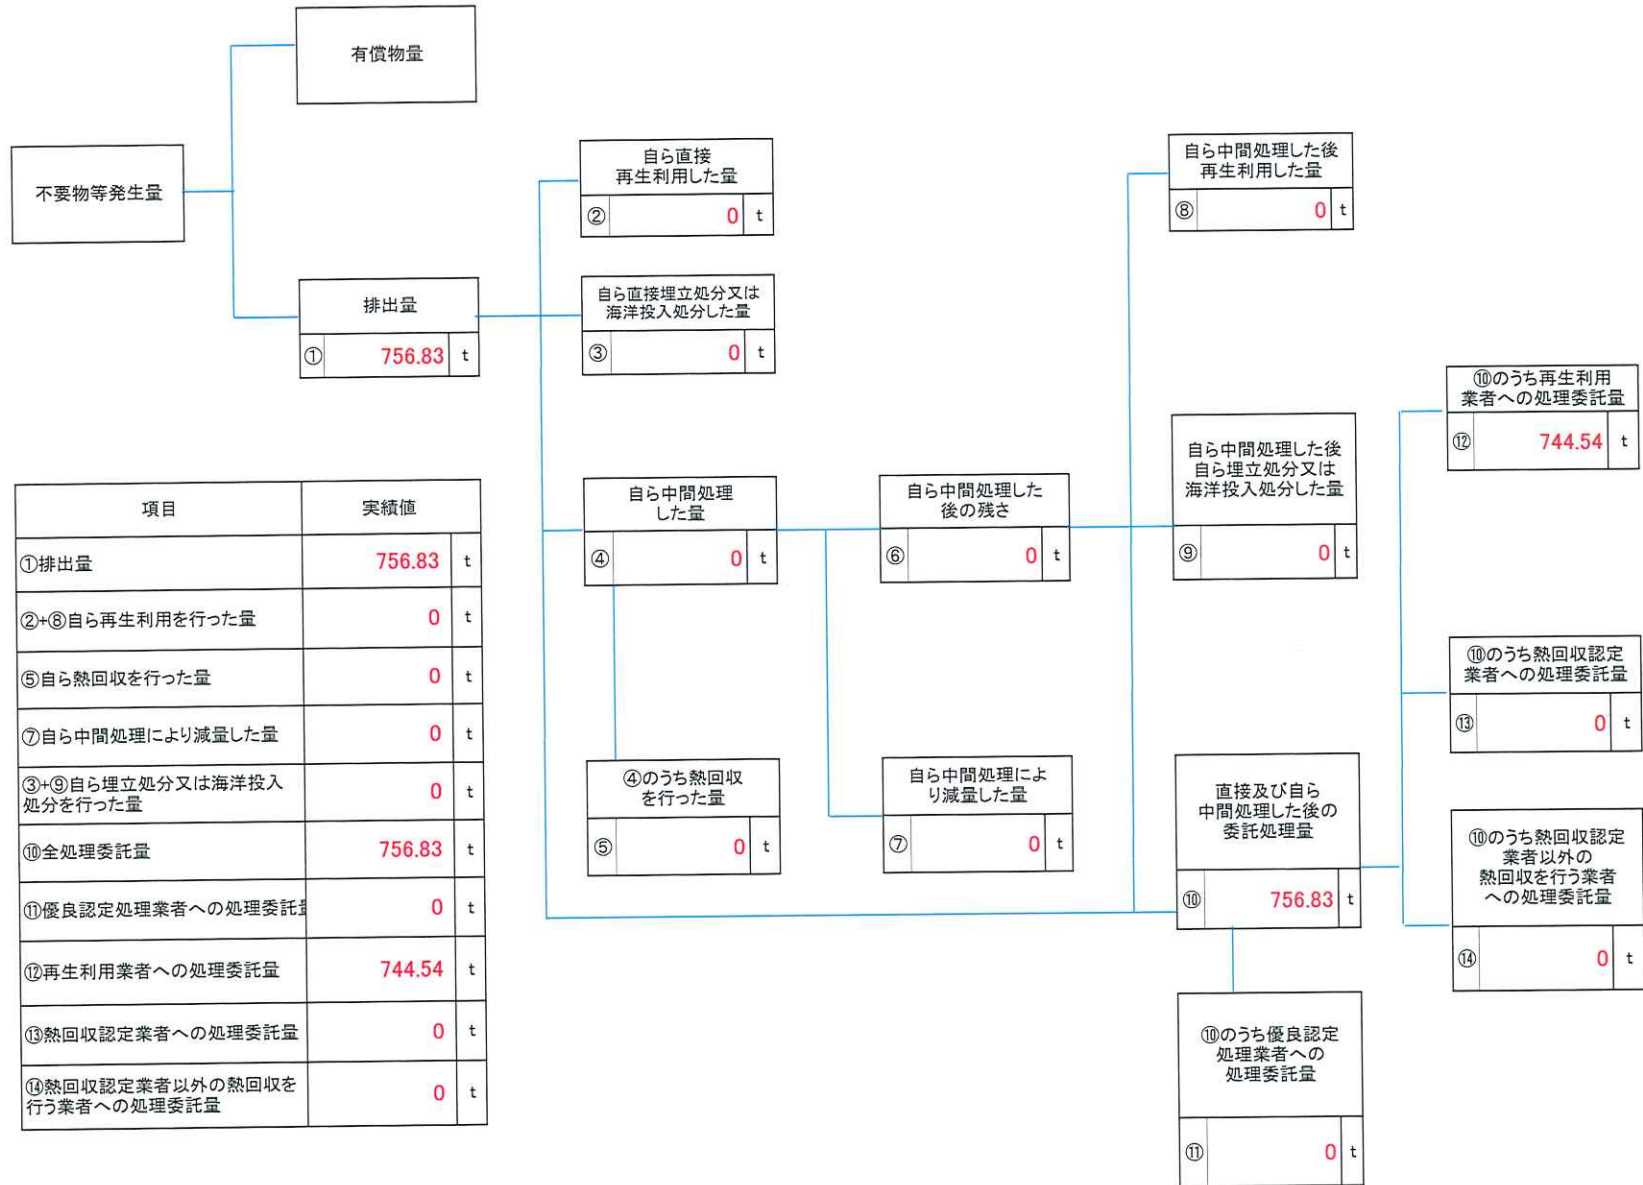 有償物量
不要物等発生量
排出量
① 756.83 t
自ら直接
再生利用した量
② 0 t
自ら直接埋立処分又は
海洋投入処分した量
③ 0 t
自ら中間処理
した量
④ 0 t
④のうち熱回収
を行った量
⑤ 0 t
自ら中間処理した
後の残さ
⑥ 0 t
自ら中間処理によ
り減量した量
⑦ 0 t
自ら中間処理した後
再生利用した量
⑧ 0 t
自ら中間処理した後
自ら埋立処分又は
海洋投入処分した量
⑨ 0 t
直接及び自ら
中間処理した後の
委託処理量
⑩ 756.83 t
⑩のうち優良認定
処理業者への
処理委託量
⑪ 0 t
⑩のうち再生利用
業者への処理委託量
⑫ 744.54 t
⑩のうち熱回収認定
業者への処理委託量
⑬ 0 t
⑩のうち熱回収認定
業者以外の
熱回収を行う業者
への処理委託量
⑭ 0 t
項目 実績値
①排出量 756.83 t
②+⑧自ら再生利用を行った量 0 t
⑤自ら熱回収を行った量 0 t
⑦自ら中間処理により減量した量 0 t
③+⑨自ら埋立処分又は海洋投入
処分を行った量 0 t
⑩全処理委託量 756.83 t
⑪優良認定処理業者への処理委託 0 t
⑫再生利用業者への処理委託量 744.54 t
⑬熱回収認定業者への処理委託量 0 t
⑭熱回収認定業者以外の熱回収を
行う業者への処理委託量 0 t